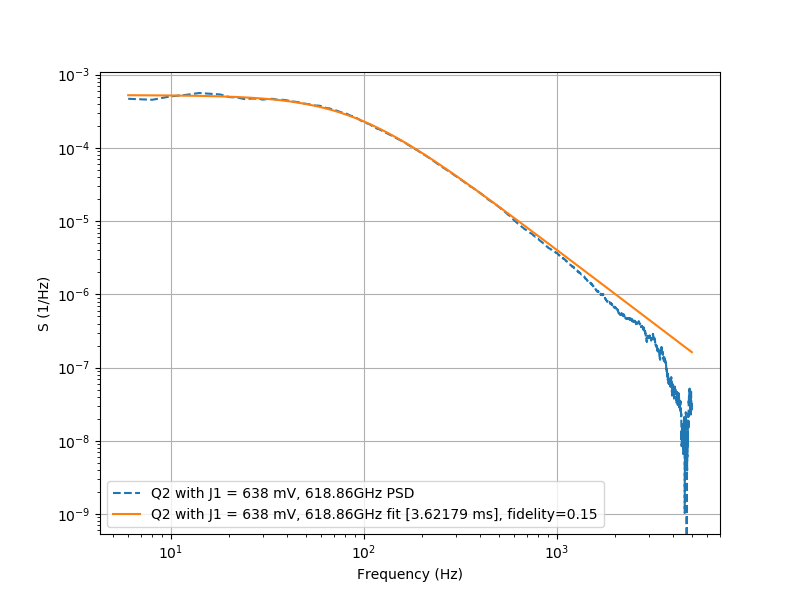 10⁻³
10⁻⁴
10⁻⁵
10⁻⁶
10⁻⁷
10⁻⁸
10⁻⁹
S (1/Hz)
Q2 with J1 = 638 mV, 618.86GHz PSD
Q2 with J1 = 638 mV, 618.86GHz fit [3.62179 ms], fidelity=0.15
10¹ 10² 10³
Frequency (Hz)